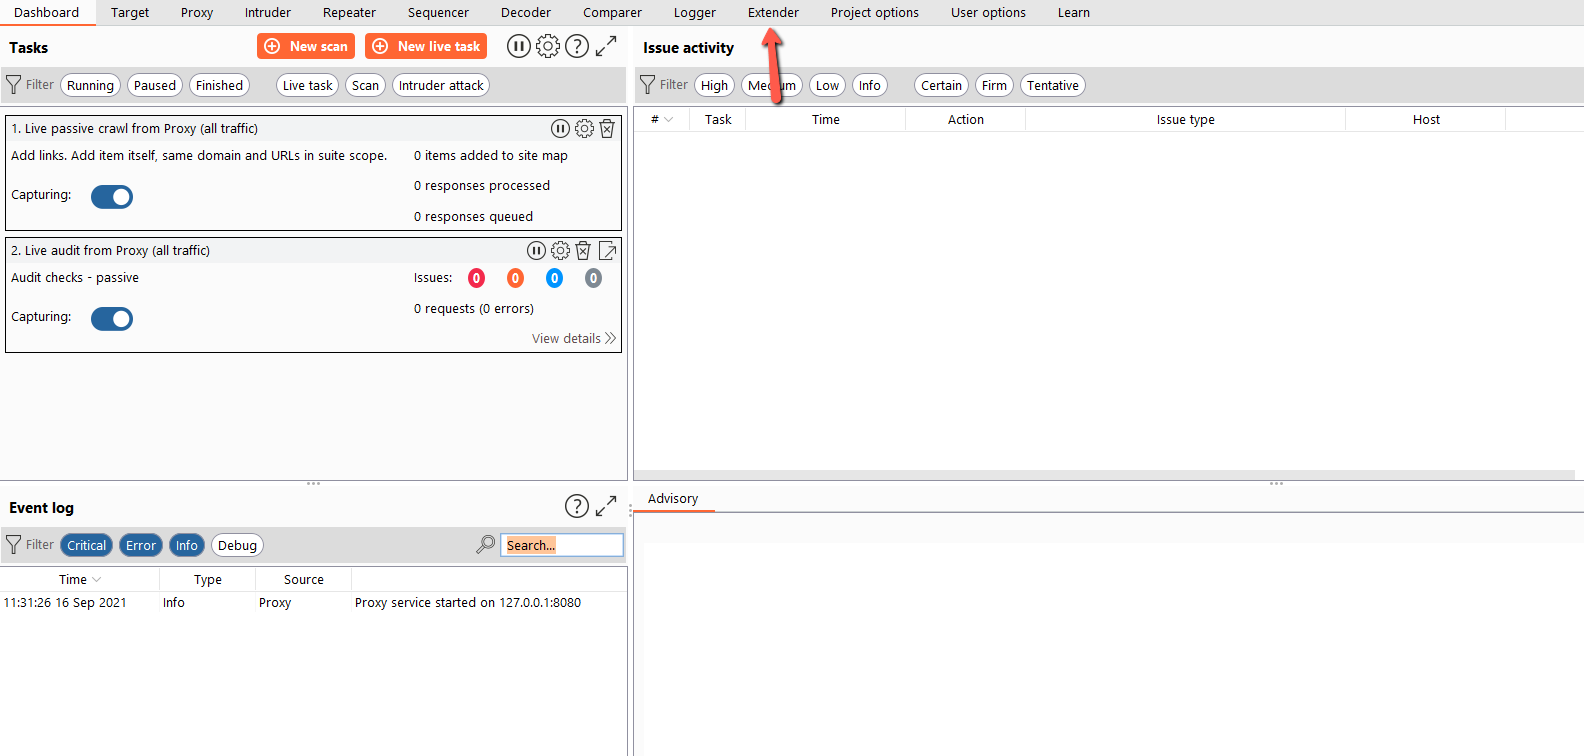 Dashboard Target Proxy Intruder Repeater Sequencer Decoder Comparer Logger Extender Project options User options Learn
Tasks New scan New live task ?
Filter Running Paused Finished Live task Scan Intruder attack
1. Live passive crawl from Proxy (all traffic)
Add links. Add item itself, same domain and URLs in suite scope. 0 items added to site map
0 responses processed
Capturing:
0 responses queued
2. Live audit from Proxy (all traffic)
Audit checks - passive Issues: 0 0 0 0
0 requests (0 errors)
Capturing:
View details
Issue activity
Filter High Medium Low Info Certain Firm Tentative
# Task Time Action Issue type Host
Event log ?
Filter Critical Error Info Debug Search...
Time Type Source
11:31:26 16 Sep 2021 Info Proxy Proxy service started on 127.0.0.1:8080
Advisory